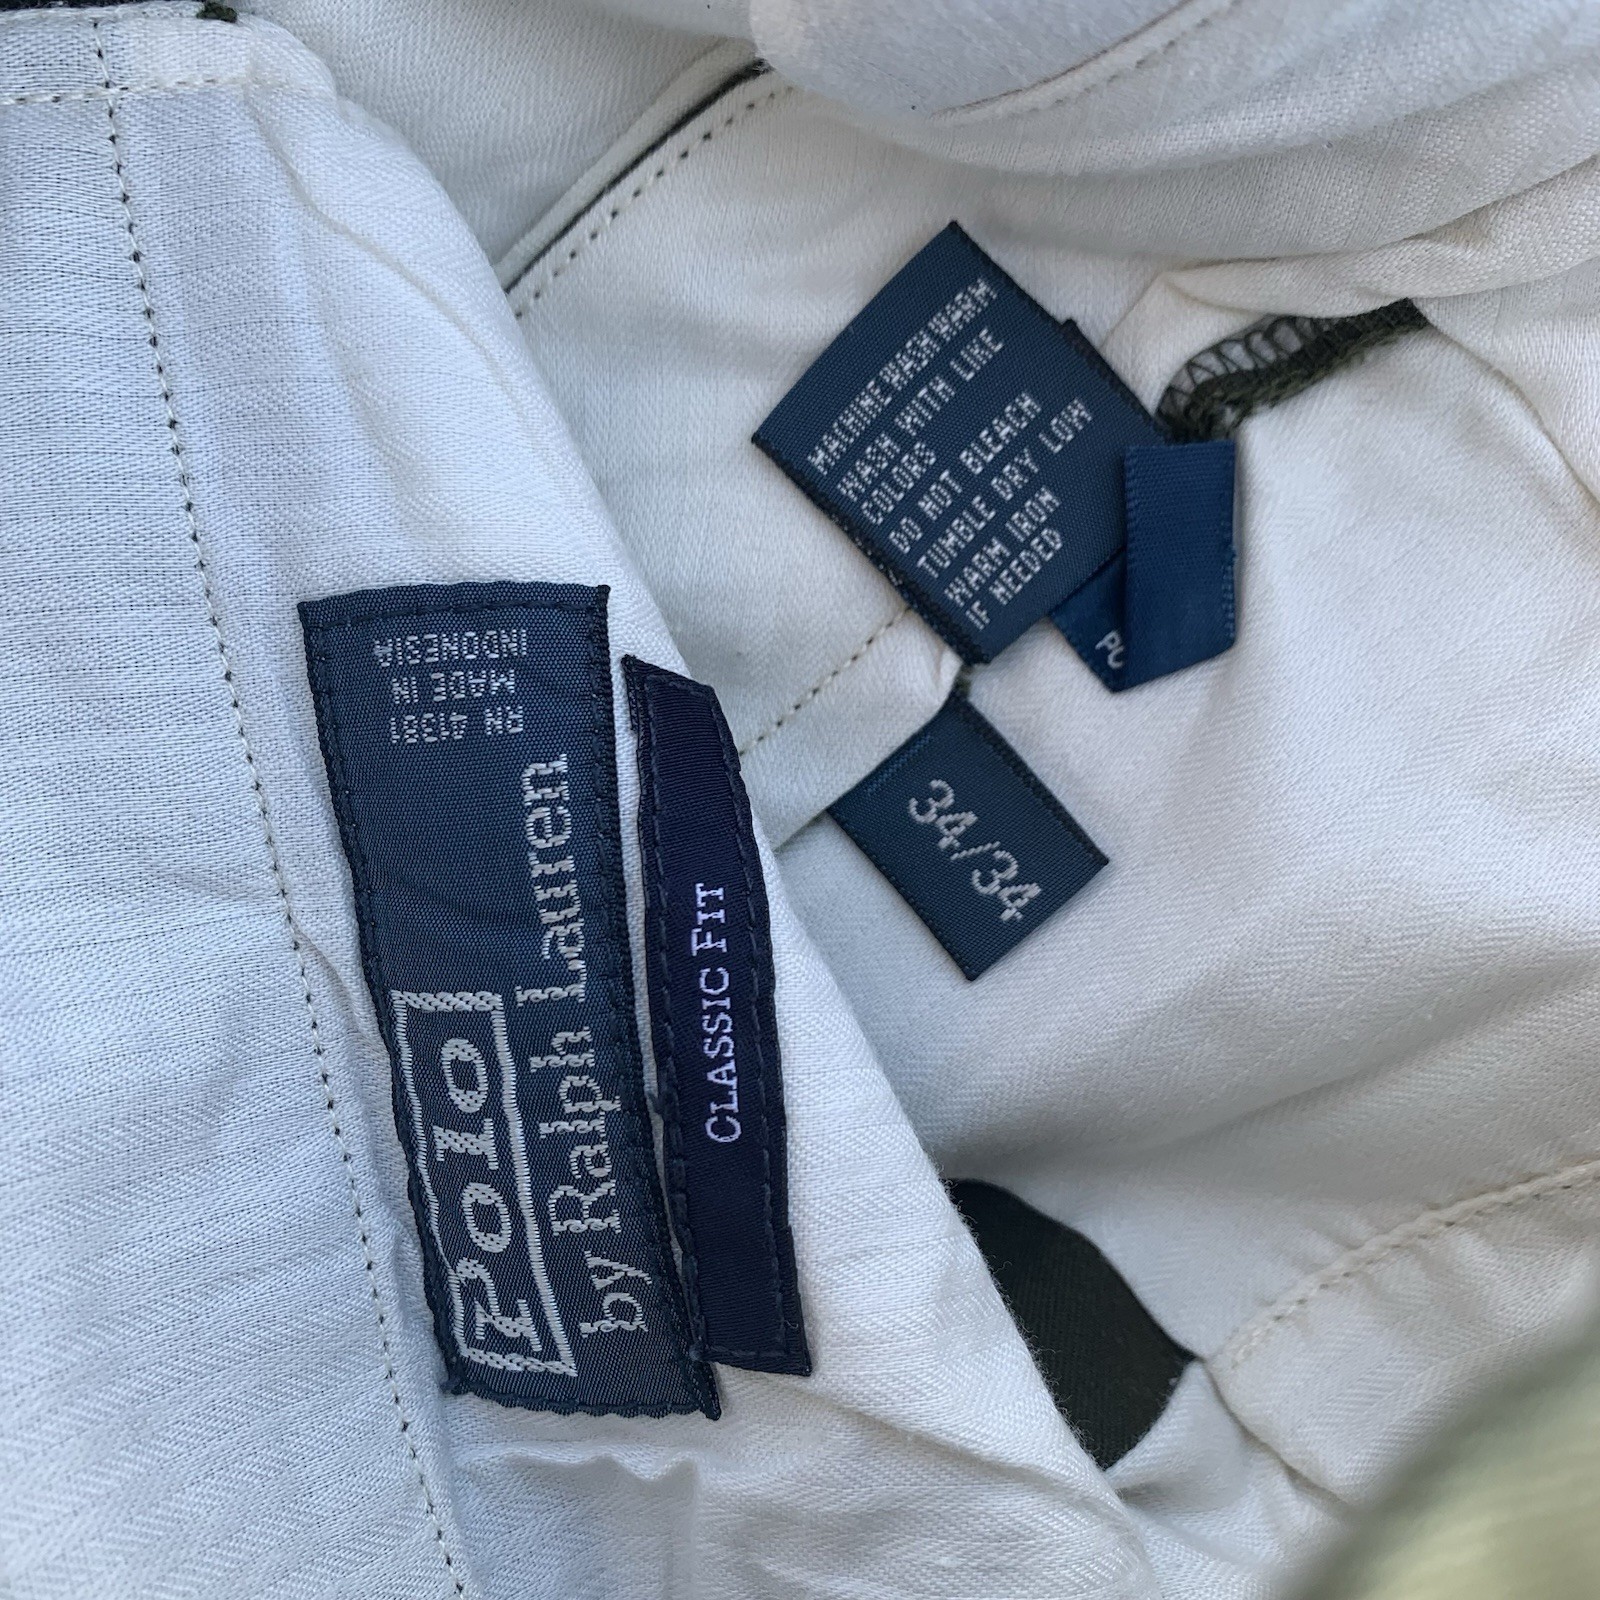 Polo
by Ralph Lauren
RN 41381
MADE IN
INDONESIA
CLASSIC FIT
MACHINE WASH WARM
WASH WITH LIKE
COLORS
DO NOT BLEACH
TUMBLE DRY LOW
WARM IRON
IF NEEDED
34/34